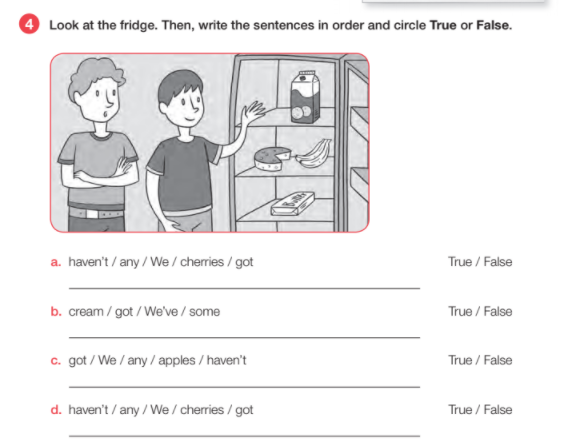 4 Look at the fridge. Then, write the sentences in order and circle True or False.
a. haven't / any / We / cherries / got True / False
b. cream / got / We've / some True / False
c. got / We / any / apples / haven't True / False
d. haven't / any / We / cherries / got True / False